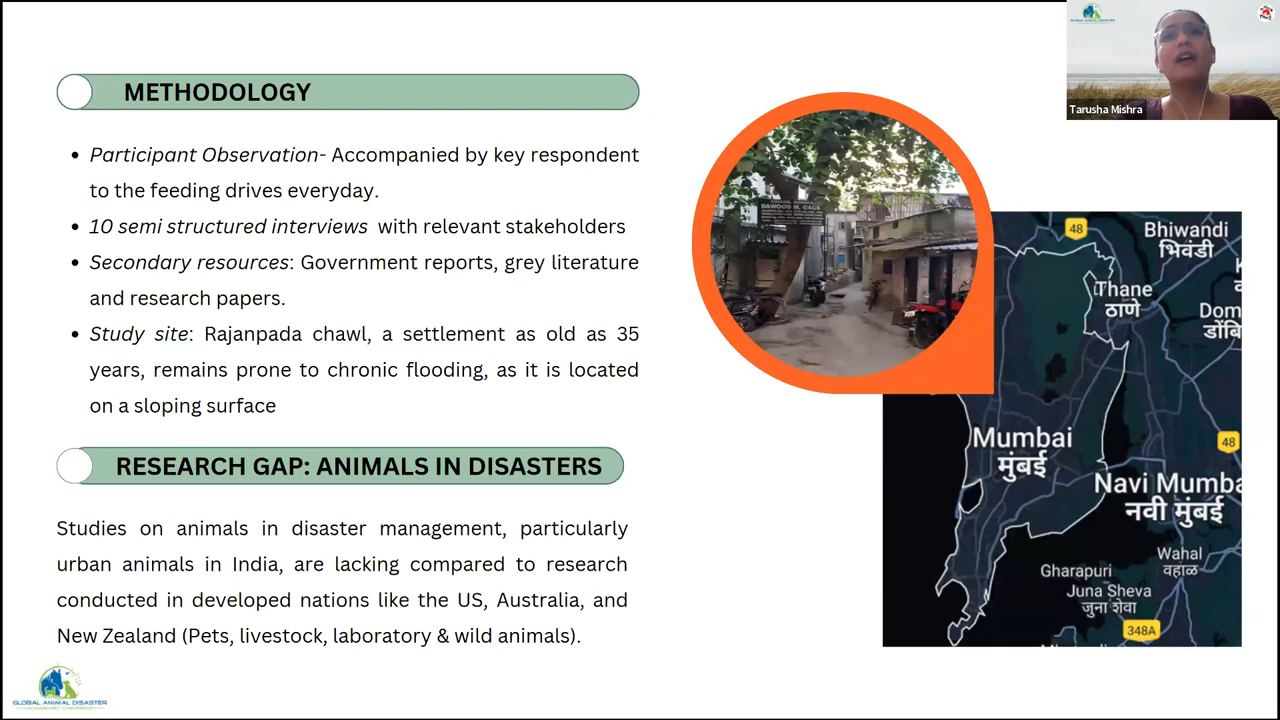 METHODOLOGY
Participant Observation- Accompanied by key respondent
to the feeding drives everyday.
10 semi structured interviews with relevant stakeholders
Secondary resources: Government reports, grey literature
and research papers.
Study site: Rajanpada chawl, a settlement as old as 35
years, remains prone to chronic flooding, as it is located
on a sloping surface
RESEARCH GAP: ANIMALS IN DISASTERS
Studies on animals in disaster management, particularly
urban animals in India, are lacking compared to research
conducted in developed nations like the US, Australia, and
New Zealand (Pets, livestock, laboratory & wild animals).
GLOBAL ANIMAL DISASTER
Tarusha Mishra
48
Bhiwandi
भिवंडी
Thane
ठाणे
Dom
डोंबि
Mumbai
मुंबई
48
Navi Mumba
नवी मुंबई
Wahal
वहाळ
Gharapuri
Juna Sheva
जुना शेवा
348A